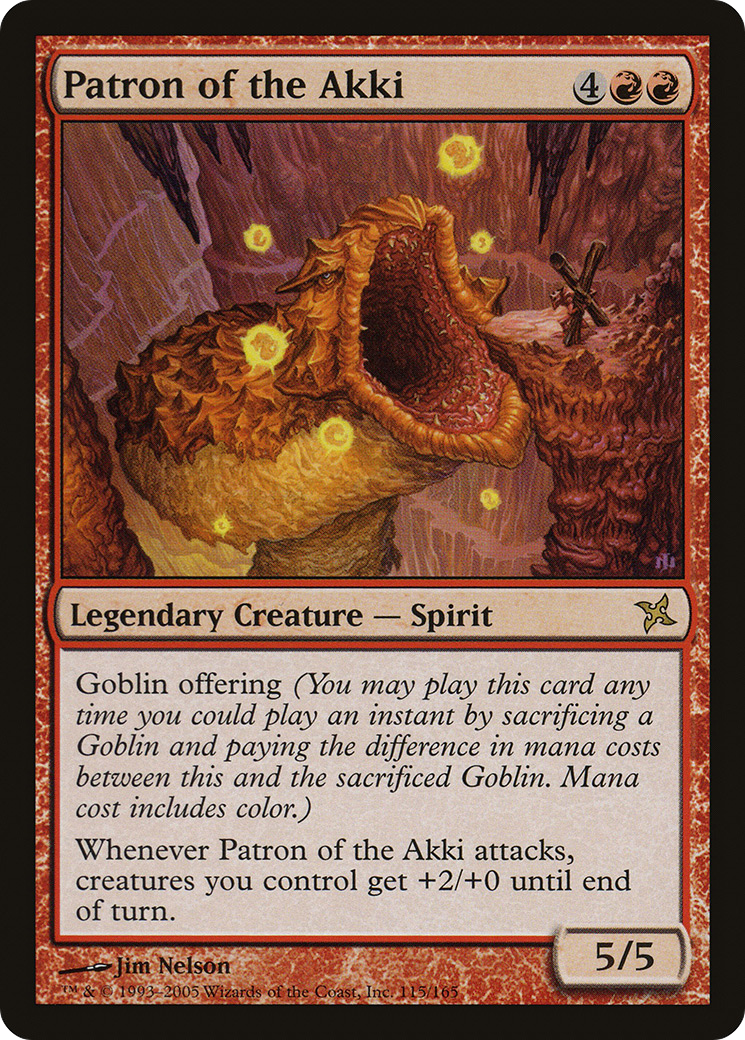 Patron of the Akki 4
Legendary Creature — Spirit
Goblin offering (You may play this card any
time you could play an instant by sacrificing a
Goblin and paying the difference in mana costs
between this and the sacrificed Goblin. Mana
cost includes color.)
Whenever Patron of the Akki attacks,
creatures you control get +2/+0 until end
of turn.
5/5
Jim Nelson
™ & © 1993–2005 Wizards of the Coast, Inc. 115/165